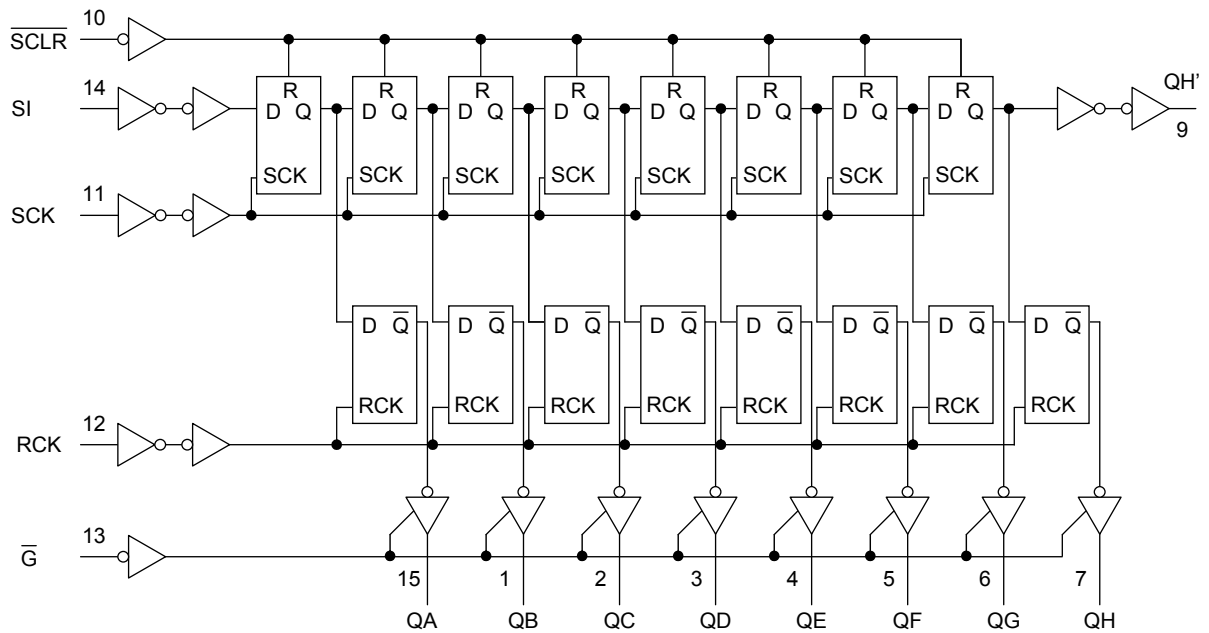 S̅C̅L̅R̅ 10
R R R R R R R R
SI 14 D Q D Q D Q D Q D Q D Q D Q D Q QH’ 9
SCK SCK SCK SCK SCK SCK SCK SCK
SCK 11
D Q̅ D Q̅ D Q̅ D Q̅ D Q̅ D Q̅ D Q̅ D Q̅
RCK RCK RCK RCK RCK RCK RCK RCK
RCK 12
G̅ 13
15 1 2 3 4 5 6 7
QA QB QC QD QE QF QG QH